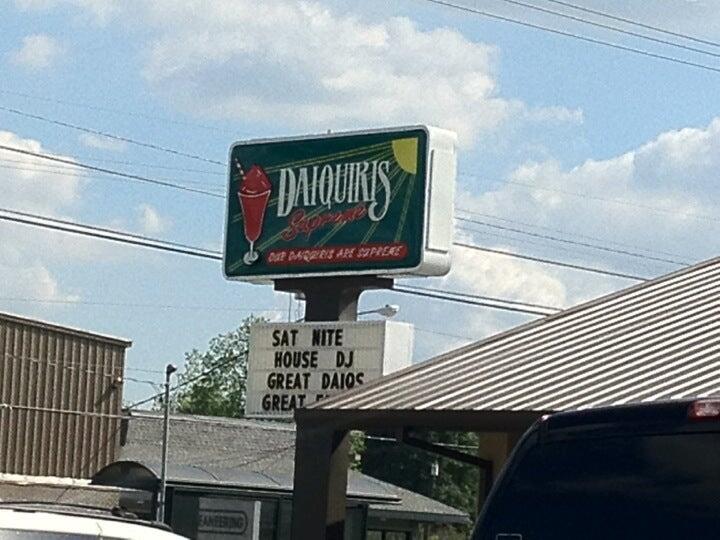 DAIQUIRIS
Supreme
OUR DAIQUIRIS ARE SUPREME
SAT NITE
HOUSE DJ
GREAT DAIQS
GREAT